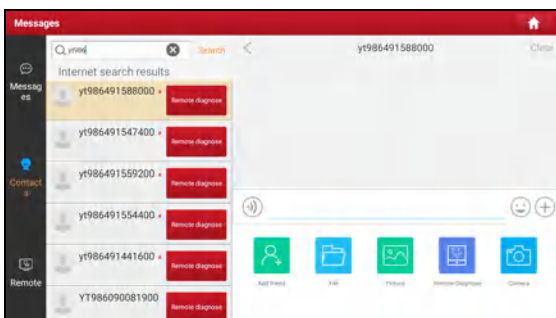 Messages
Search
yt986491588000
Clear
Internet search results
Messag
es
yt986491588000
Remote diagnose
yt986491547400
Remote diagnose
Contact
s
yt986491559200
Remote diagnose
yt986491554400
Remote diagnose
yt986491441600
Remote diagnose
Remote
YT986090081900
Remote diagnose
Add friend
File
Picture
Remote Diagnose
Camera